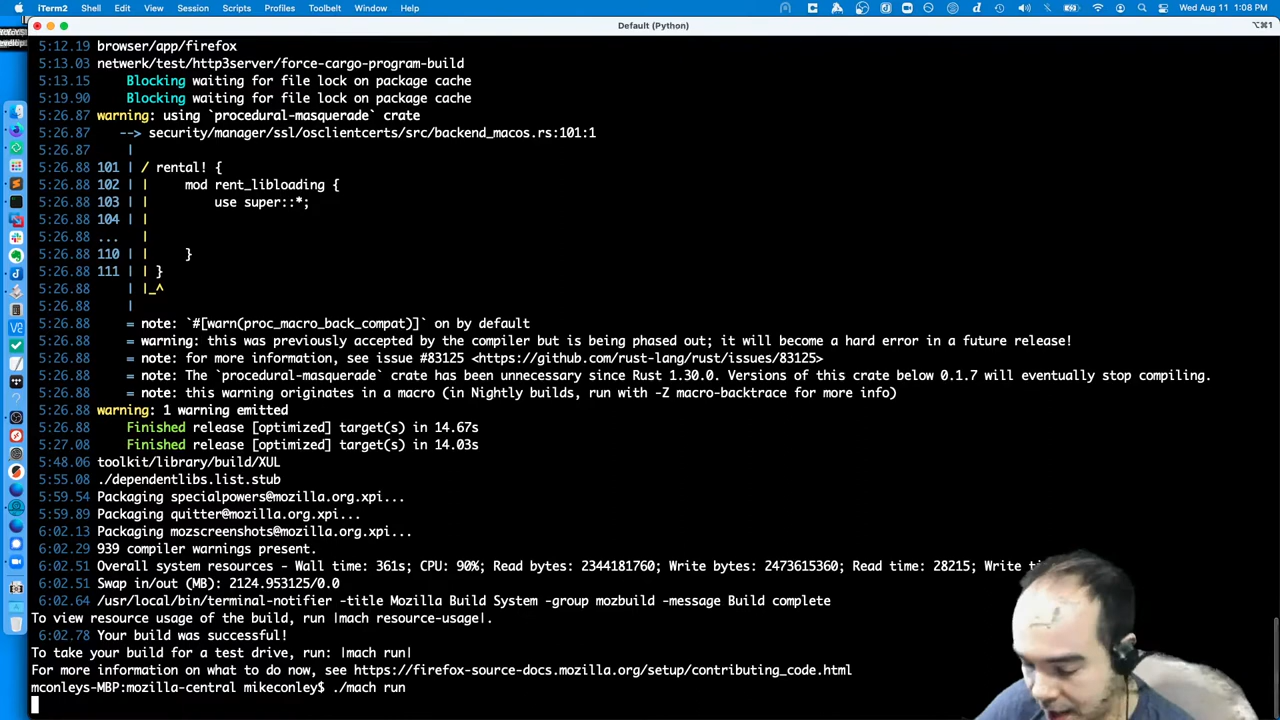 iTerm2 Shell Edit View Session Scripts Profiles Toolbelt Window Help
Wed Aug 11 1:08 PM
Default (Python)
⌥⌘1
5:12.19 browser/app/firefox
5:13.03 netwerk/test/http3server/force-cargo-program-build
5:13.15     Blocking waiting for file lock on package cache
5:19.90     Blocking waiting for file lock on package cache
5:26.87 warning: using `procedural-masquerade` crate
5:26.87    --> security/manager/ssl/osclientcerts/src/backend_macos.rs:101:1
5:26.87     |
5:26.88 101 | / rental! {
5:26.88 102 | |     mod rent_libloading {
5:26.88 103 | |         use super::*;
5:26.88 104 | |
5:26.88 ... |
5:26.88 110 | |     }
5:26.88 111 | | }
5:26.88     | |_^
5:26.88     |
5:26.88     = note: `#[warn(proc_macro_back_compat)]` on by default
5:26.88     = warning: this was previously accepted by the compiler but is being phased out; it will become a hard error in a future release!
5:26.88     = note: for more information, see issue #83125 <https://github.com/rust-lang/rust/issues/83125>
5:26.88     = note: The `procedural-masquerade` crate has been unnecessary since Rust 1.30.0. Versions of this crate below 0.1.7 will eventually stop compiling.
5:26.88     = note: this warning originates in a macro (in Nightly builds, run with -Z macro-backtrace for more info)
5:26.88 warning: 1 warning emitted
5:26.88     Finished release [optimized] target(s) in 14.67s
5:27.08     Finished release [optimized] target(s) in 14.03s
5:48.06 toolkit/library/build/XUL
5:55.08 ./dependentlibs.list.stub
5:59.54 Packaging specialpowers@mozilla.org.xpi...
5:59.89 Packaging quitter@mozilla.org.xpi...
6:02.13 Packaging mozscreenshots@mozilla.org.xpi...
6:02.29 939 compiler warnings present.
6:02.51 Overall system resources - Wall time: 361s; CPU: 90%; Read bytes: 2344181760; Write bytes: 2473615360; Read time: 28215; Write
6:02.51 Swap in/out (MB): 2124.953125/0.0
6:02.64 /usr/local/bin/terminal-notifier -title Mozilla Build System -group mozbuild -message Build complete
To view resource usage of the build, run |mach resource-usage|.
6:02.78 Your build was successful!
To take your build for a test drive, run: |mach run|
For more information on what to do now, see https://firefox-source-docs.mozilla.org/setup/contributing_code.html
mconleys-MBP:mozilla-central mikeconley$ ./mach run